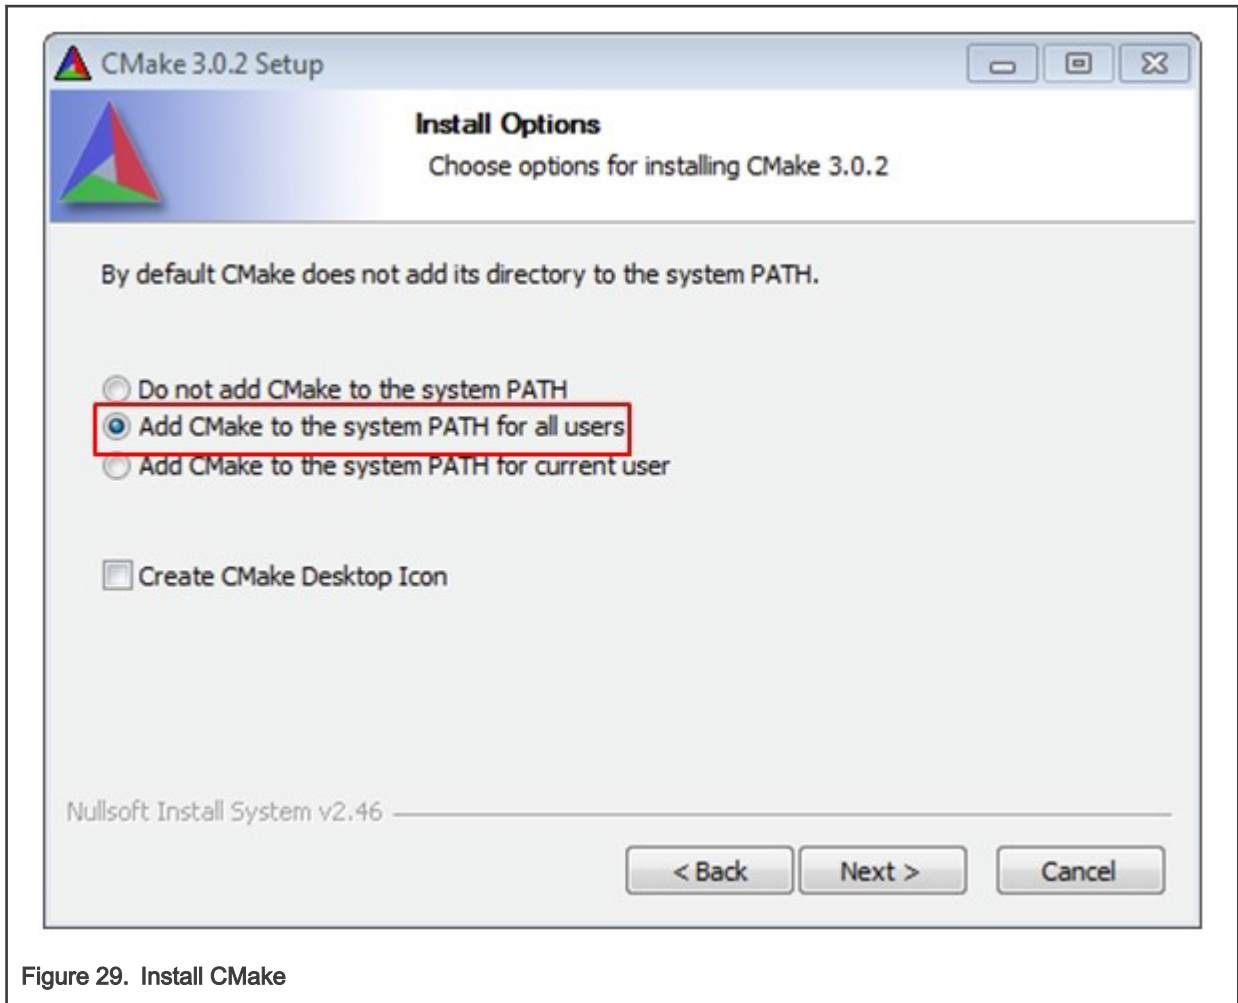 CMake 3.0.2 Setup
Install Options
Choose options for installing CMake 3.0.2
By default CMake does not add its directory to the system PATH.
Do not add CMake to the system PATH
Add CMake to the system PATH for all users
Add CMake to the system PATH for current user
Create CMake Desktop Icon
Nullsoft Install System v2.46
< Back Next > Cancel
Figure 29. Install CMake